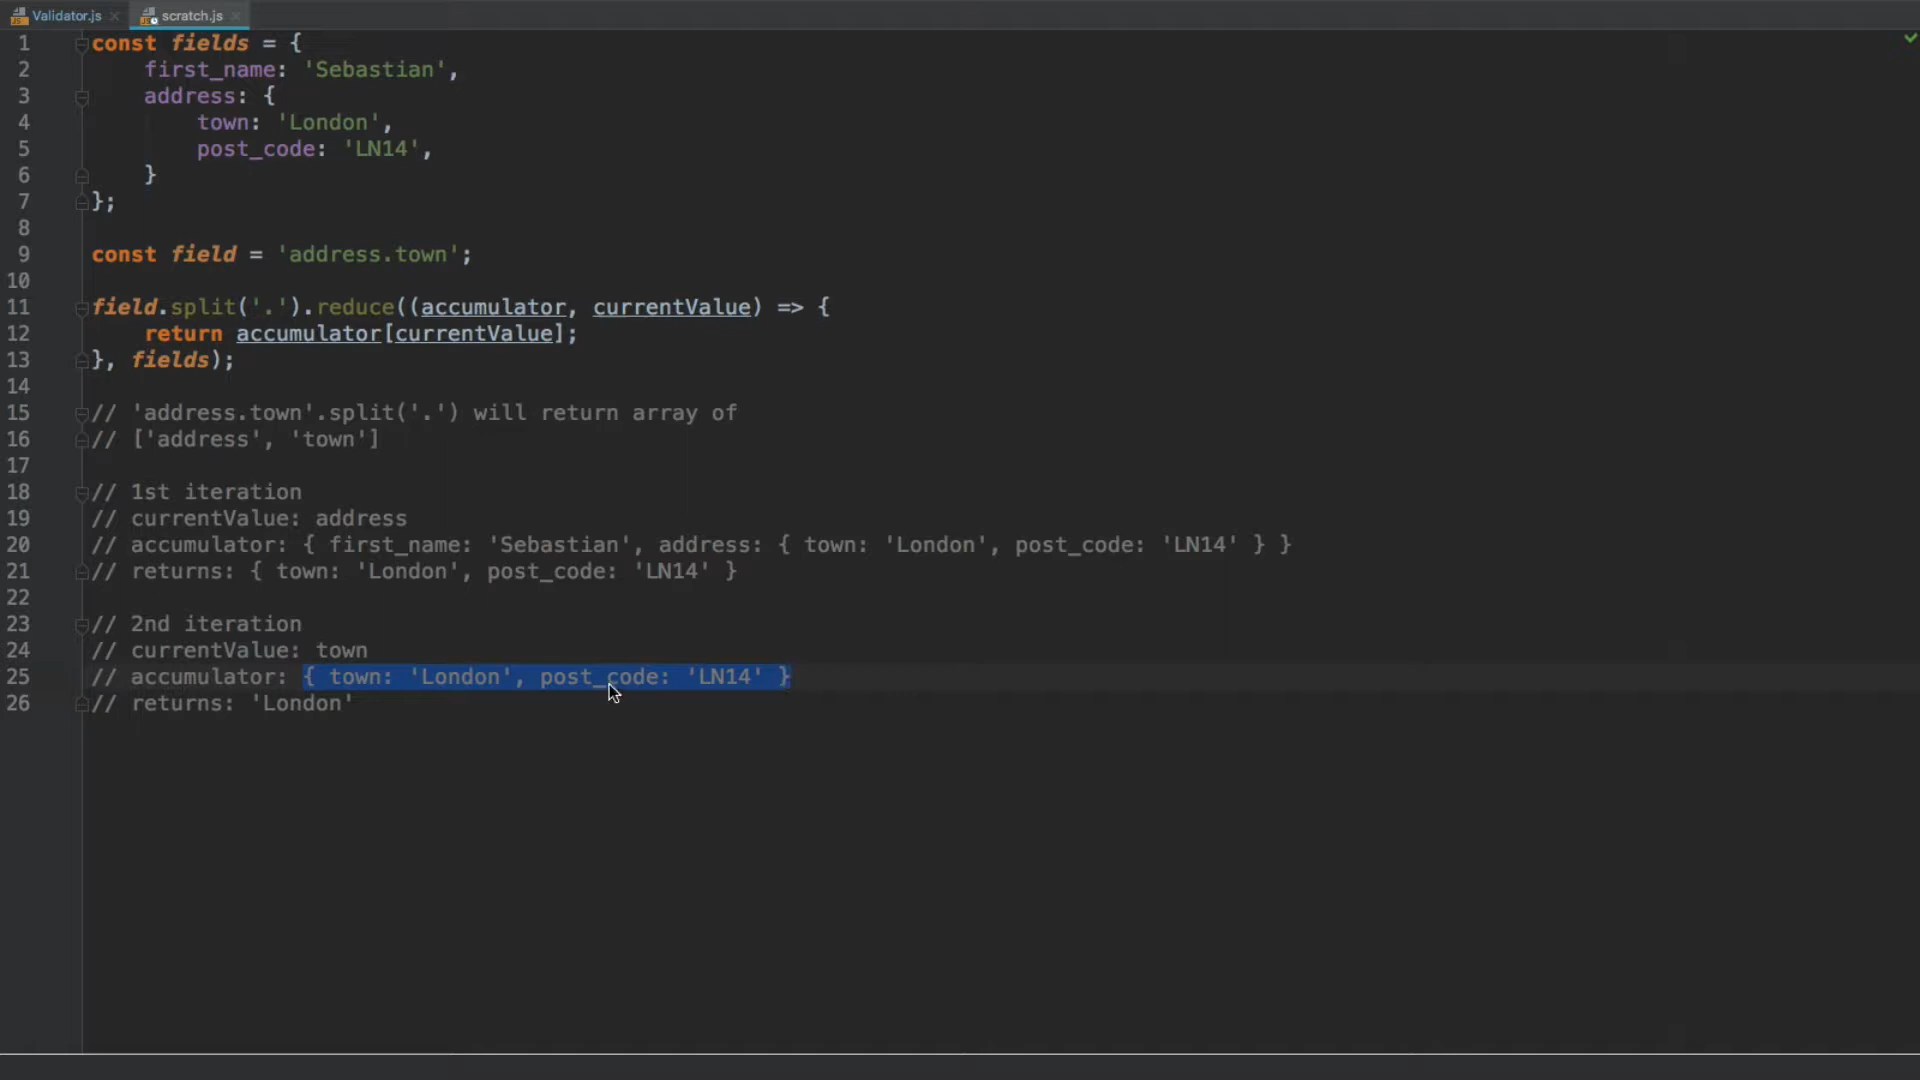 Validator.js
scratch.js
1 const fields = {
2 first_name: 'Sebastian',
3 address: {
4 town: 'London',
5 post_code: 'LN14',
6 }
7 };
8
9 const field = 'address.town';
10
11 field.split('.').reduce((accumulator, currentValue) => {
12 return accumulator[currentValue];
13 }, fields);
14
15 // 'address.town'.split('.') will return array of
16 // ['address', 'town']
17
18 // 1st iteration
19 // currentValue: address
20 // accumulator: { first_name: 'Sebastian', address: { town: 'London', post_code: 'LN14' } }
21 // returns: { town: 'London', post_code: 'LN14' }
22
23 // 2nd iteration
24 // currentValue: town
25 // accumulator: { town: 'London', post_code: 'LN14' }
26 // returns: 'London'